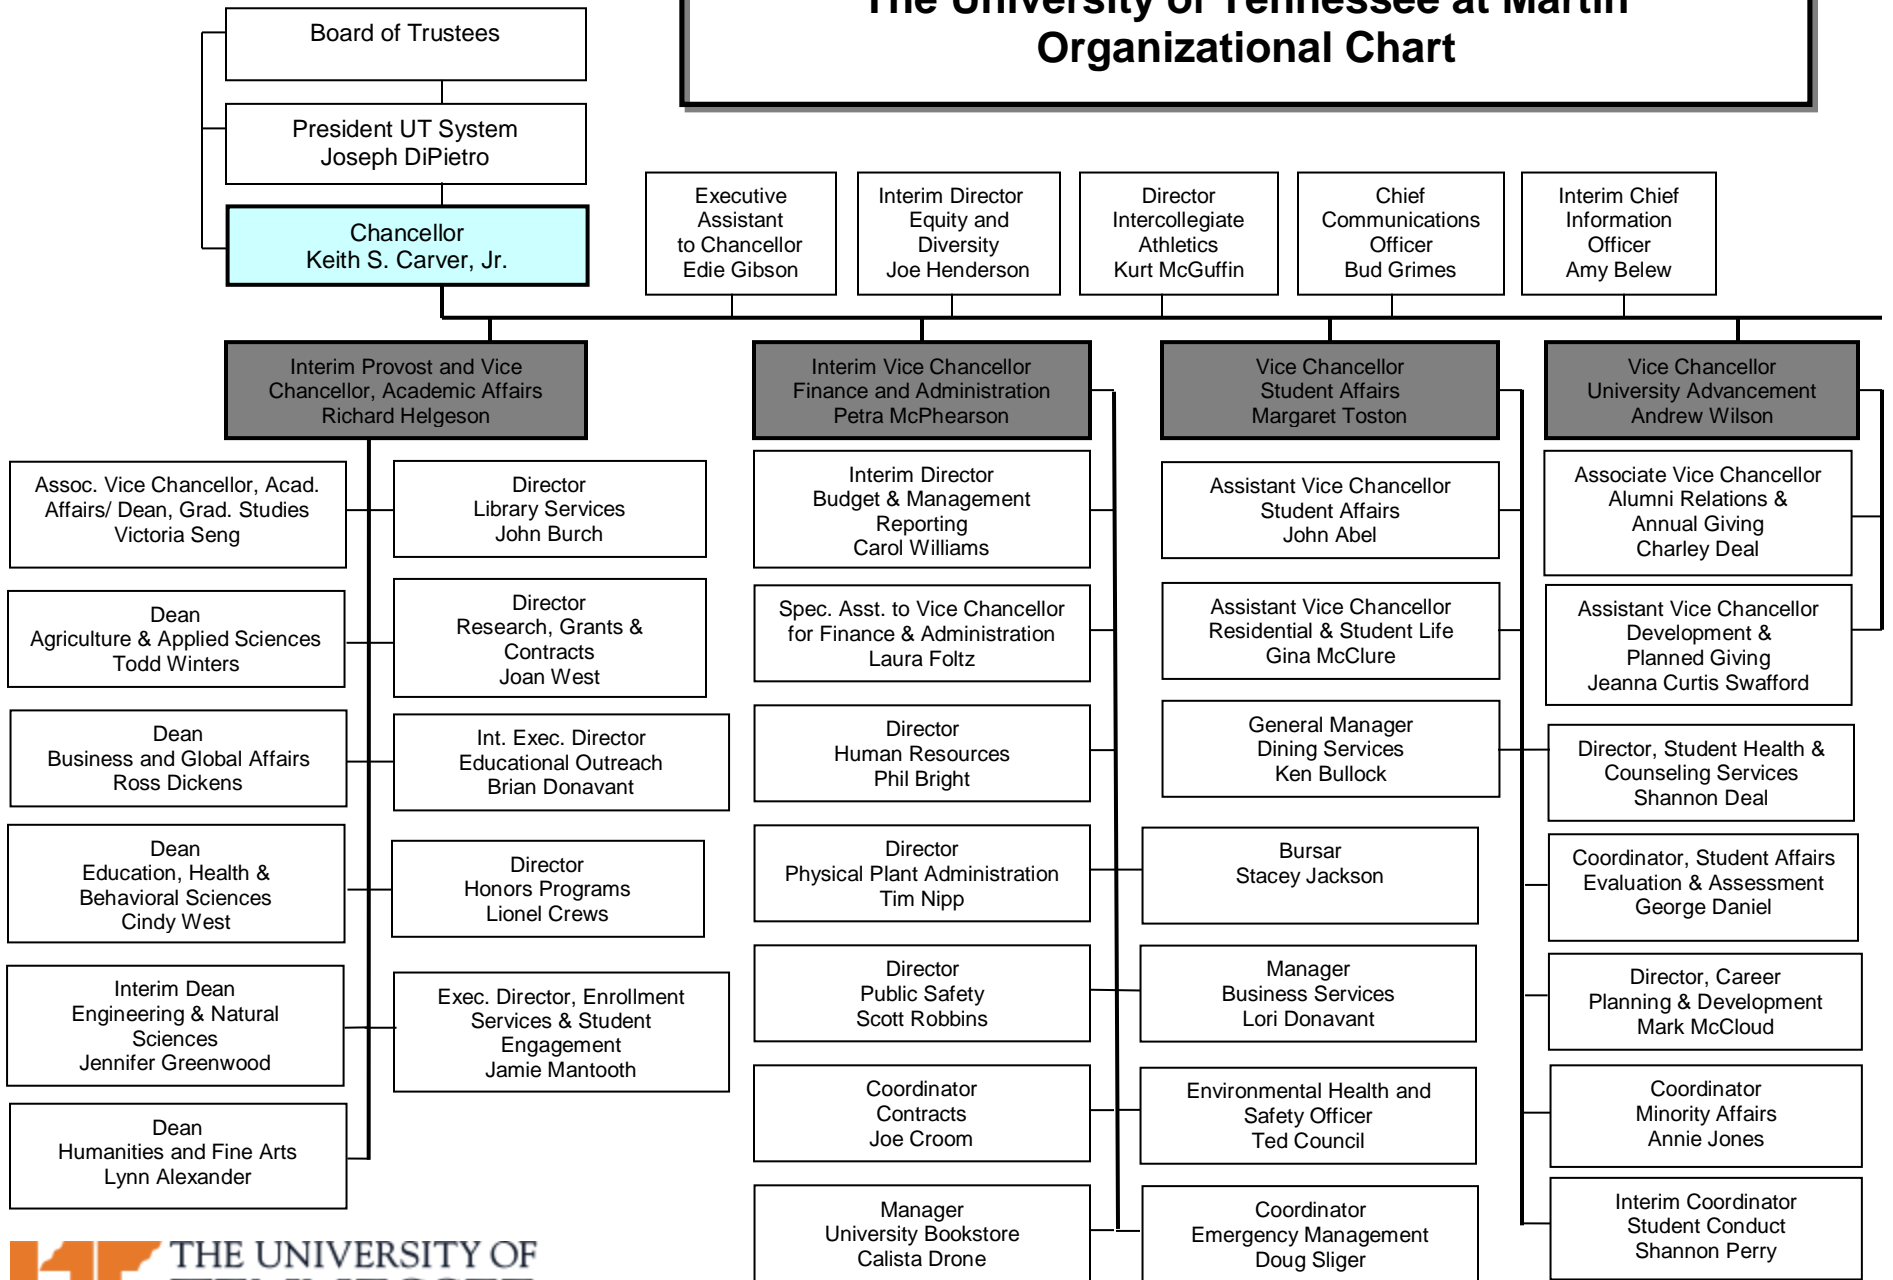 The University of Tennessee at Martin
Organizational Chart
Board of Trustees
President UT System
Joseph DiPietro
Chancellor
Keith S. Carver, Jr.
Executive
Assistant
to Chancellor
Edie Gibson
Interim Director
Equity and
Diversity
Joe Henderson
Director
Intercollegiate
Athletics
Kurt McGuffin
Chief
Communications
Officer
Bud Grimes
Interim Chief
Information
Officer
Amy Belew
Interim Provost and Vice
Chancellor, Academic Affairs
Richard Helgeson
Interim Vice Chancellor
Finance and Administration
Petra McPhearson
Vice Chancellor
Student Affairs
Margaret Toston
Vice Chancellor
University Advancement
Andrew Wilson
Assoc. Vice Chancellor, Acad.
Affairs/ Dean, Grad. Studies
Victoria Seng
Director
Library Services
John Burch
Interim Director
Budget & Management
Reporting
Carol Williams
Assistant Vice Chancellor
Student Affairs
John Abel
Associate Vice Chancellor
Alumni Relations &
Annual Giving
Charley Deal
Dean
Agriculture & Applied Sciences
Todd Winters
Director
Research, Grants &
Contracts
Joan West
Spec. Asst. to Vice Chancellor
for Finance & Administration
Laura Foltz
Assistant Vice Chancellor
Residential & Student Life
Gina McClure
Assistant Vice Chancellor
Development &
Planned Giving
Jeanna Curtis Swafford
Dean
Business and Global Affairs
Ross Dickens
Int. Exec. Director
Educational Outreach
Brian Donavant
Director
Human Resources
Phil Bright
General Manager
Dining Services
Ken Bullock
Director, Student Health &
Counseling Services
Shannon Deal
Dean
Education, Health &
Behavioral Sciences
Cindy West
Director
Honors Programs
Lionel Crews
Director
Physical Plant Administration
Tim Nipp
Bursar
Stacey Jackson
Coordinator, Student Affairs
Evaluation & Assessment
George Daniel
Interim Dean
Engineering & Natural
Sciences
Jennifer Greenwood
Exec. Director, Enrollment
Services & Student
Engagement
Jamie Mantooth
Director
Public Safety
Scott Robbins
Manager
Business Services
Lori Donavant
Director, Career
Planning & Development
Mark McCloud
Dean
Humanities and Fine Arts
Lynn Alexander
Coordinator
Contracts
Joe Croom
Environmental Health and
Safety Officer
Ted Council
Coordinator
Minority Affairs
Annie Jones
Manager
University Bookstore
Calista Drone
Coordinator
Emergency Management
Doug Sliger
Interim Coordinator
Student Conduct
Shannon Perry
THE UNIVERSITY OF
TENNESSEE